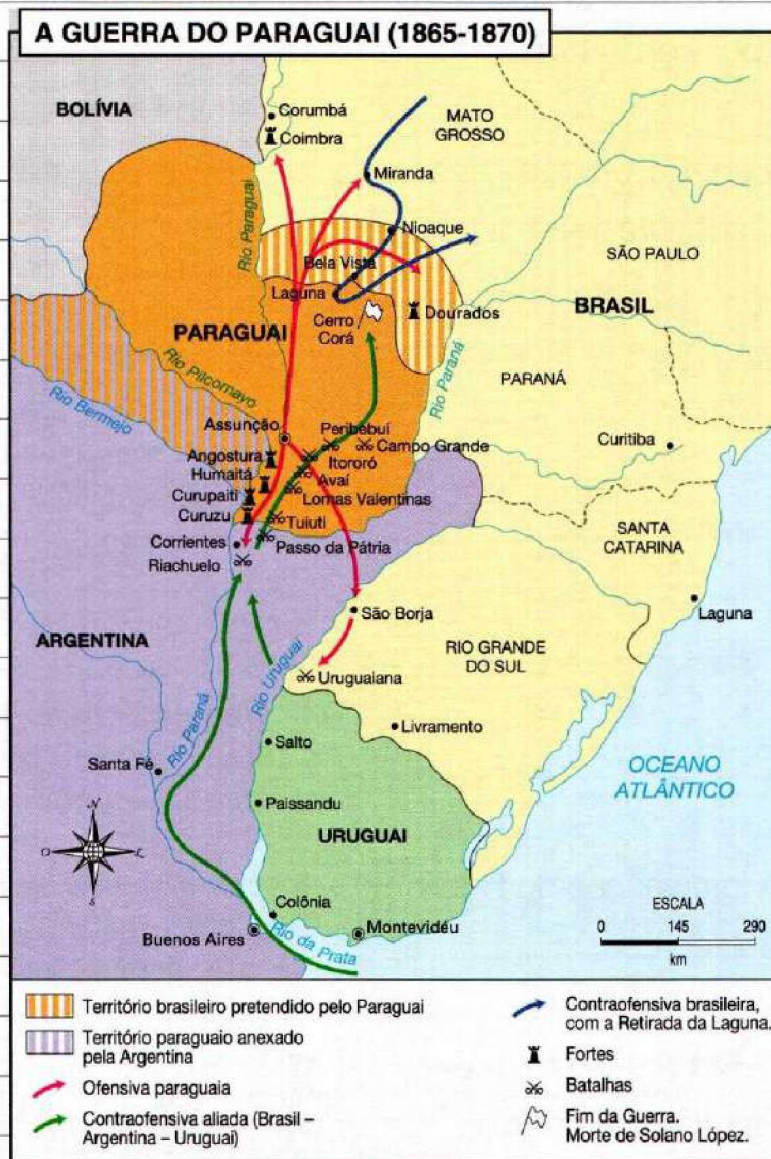 A GUERRA DO PARAGUAI (1865-1870)
BOLÍVIA
Corumbá
Coimbra
MATO
GROSSO
Miranda
Rio Paraguai
Nioaque
SÃO PAULO
Bela Vista
Laguna
BRASIL
Dourados
Cerro
Corá
PARAGUAI
Rio Pilcomayo
Rio Paraná
PARANÁ
Rio Bermejo
Assunção
Peribebuí
Campo Grande
Curitiba
Angostura
Itororó
Humaitá
Avaí
Curupaiti
Lomas Valentinas
Curuzu
Tuiuti
SANTA
CATARINA
Corrientes
Passo da Pátria
Riachuelo
São Borja
Laguna
ARGENTINA
RIO GRANDE
DO SUL
Rio Uruguai
Uruguaiana
Rio Paraná
Livramento
Salto
Santa Fé
OCEANO
ATLÂNTICO
Paissandu
N
O
L
S
URUGUAI
Colônia
ESCALA
0 145 290
km
Buenos Aires
Rio da Prata
Montevidéu
Território brasileiro pretendido pelo Paraguai
Território paraguaio anexado
pela Argentina
Ofensiva paraguaia
Contraofensiva aliada (Brasil –
Argentina – Uruguai)
Contraofensiva brasileira,
com a Retirada da Laguna.
Fortes
Batalhas
Fim da Guerra.
Morte de Solano López.